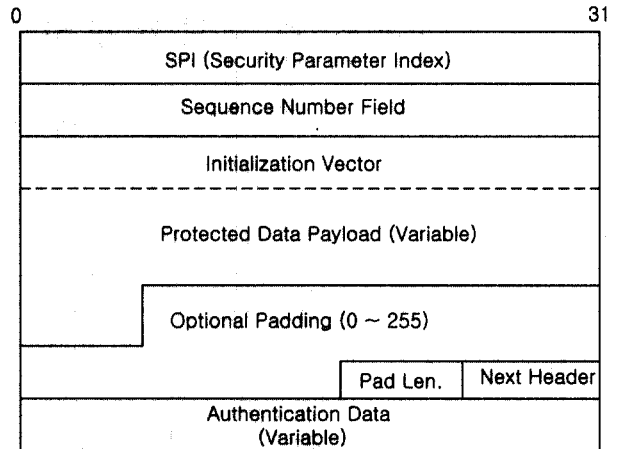 0 31
SPI (Security Parameter Index)
Sequence Number Field
Initialization Vector
Protected Data Payload (Variable)
Optional Padding (0 ~ 255)
Pad Len. Next Header
Authentication Data
(Variable)